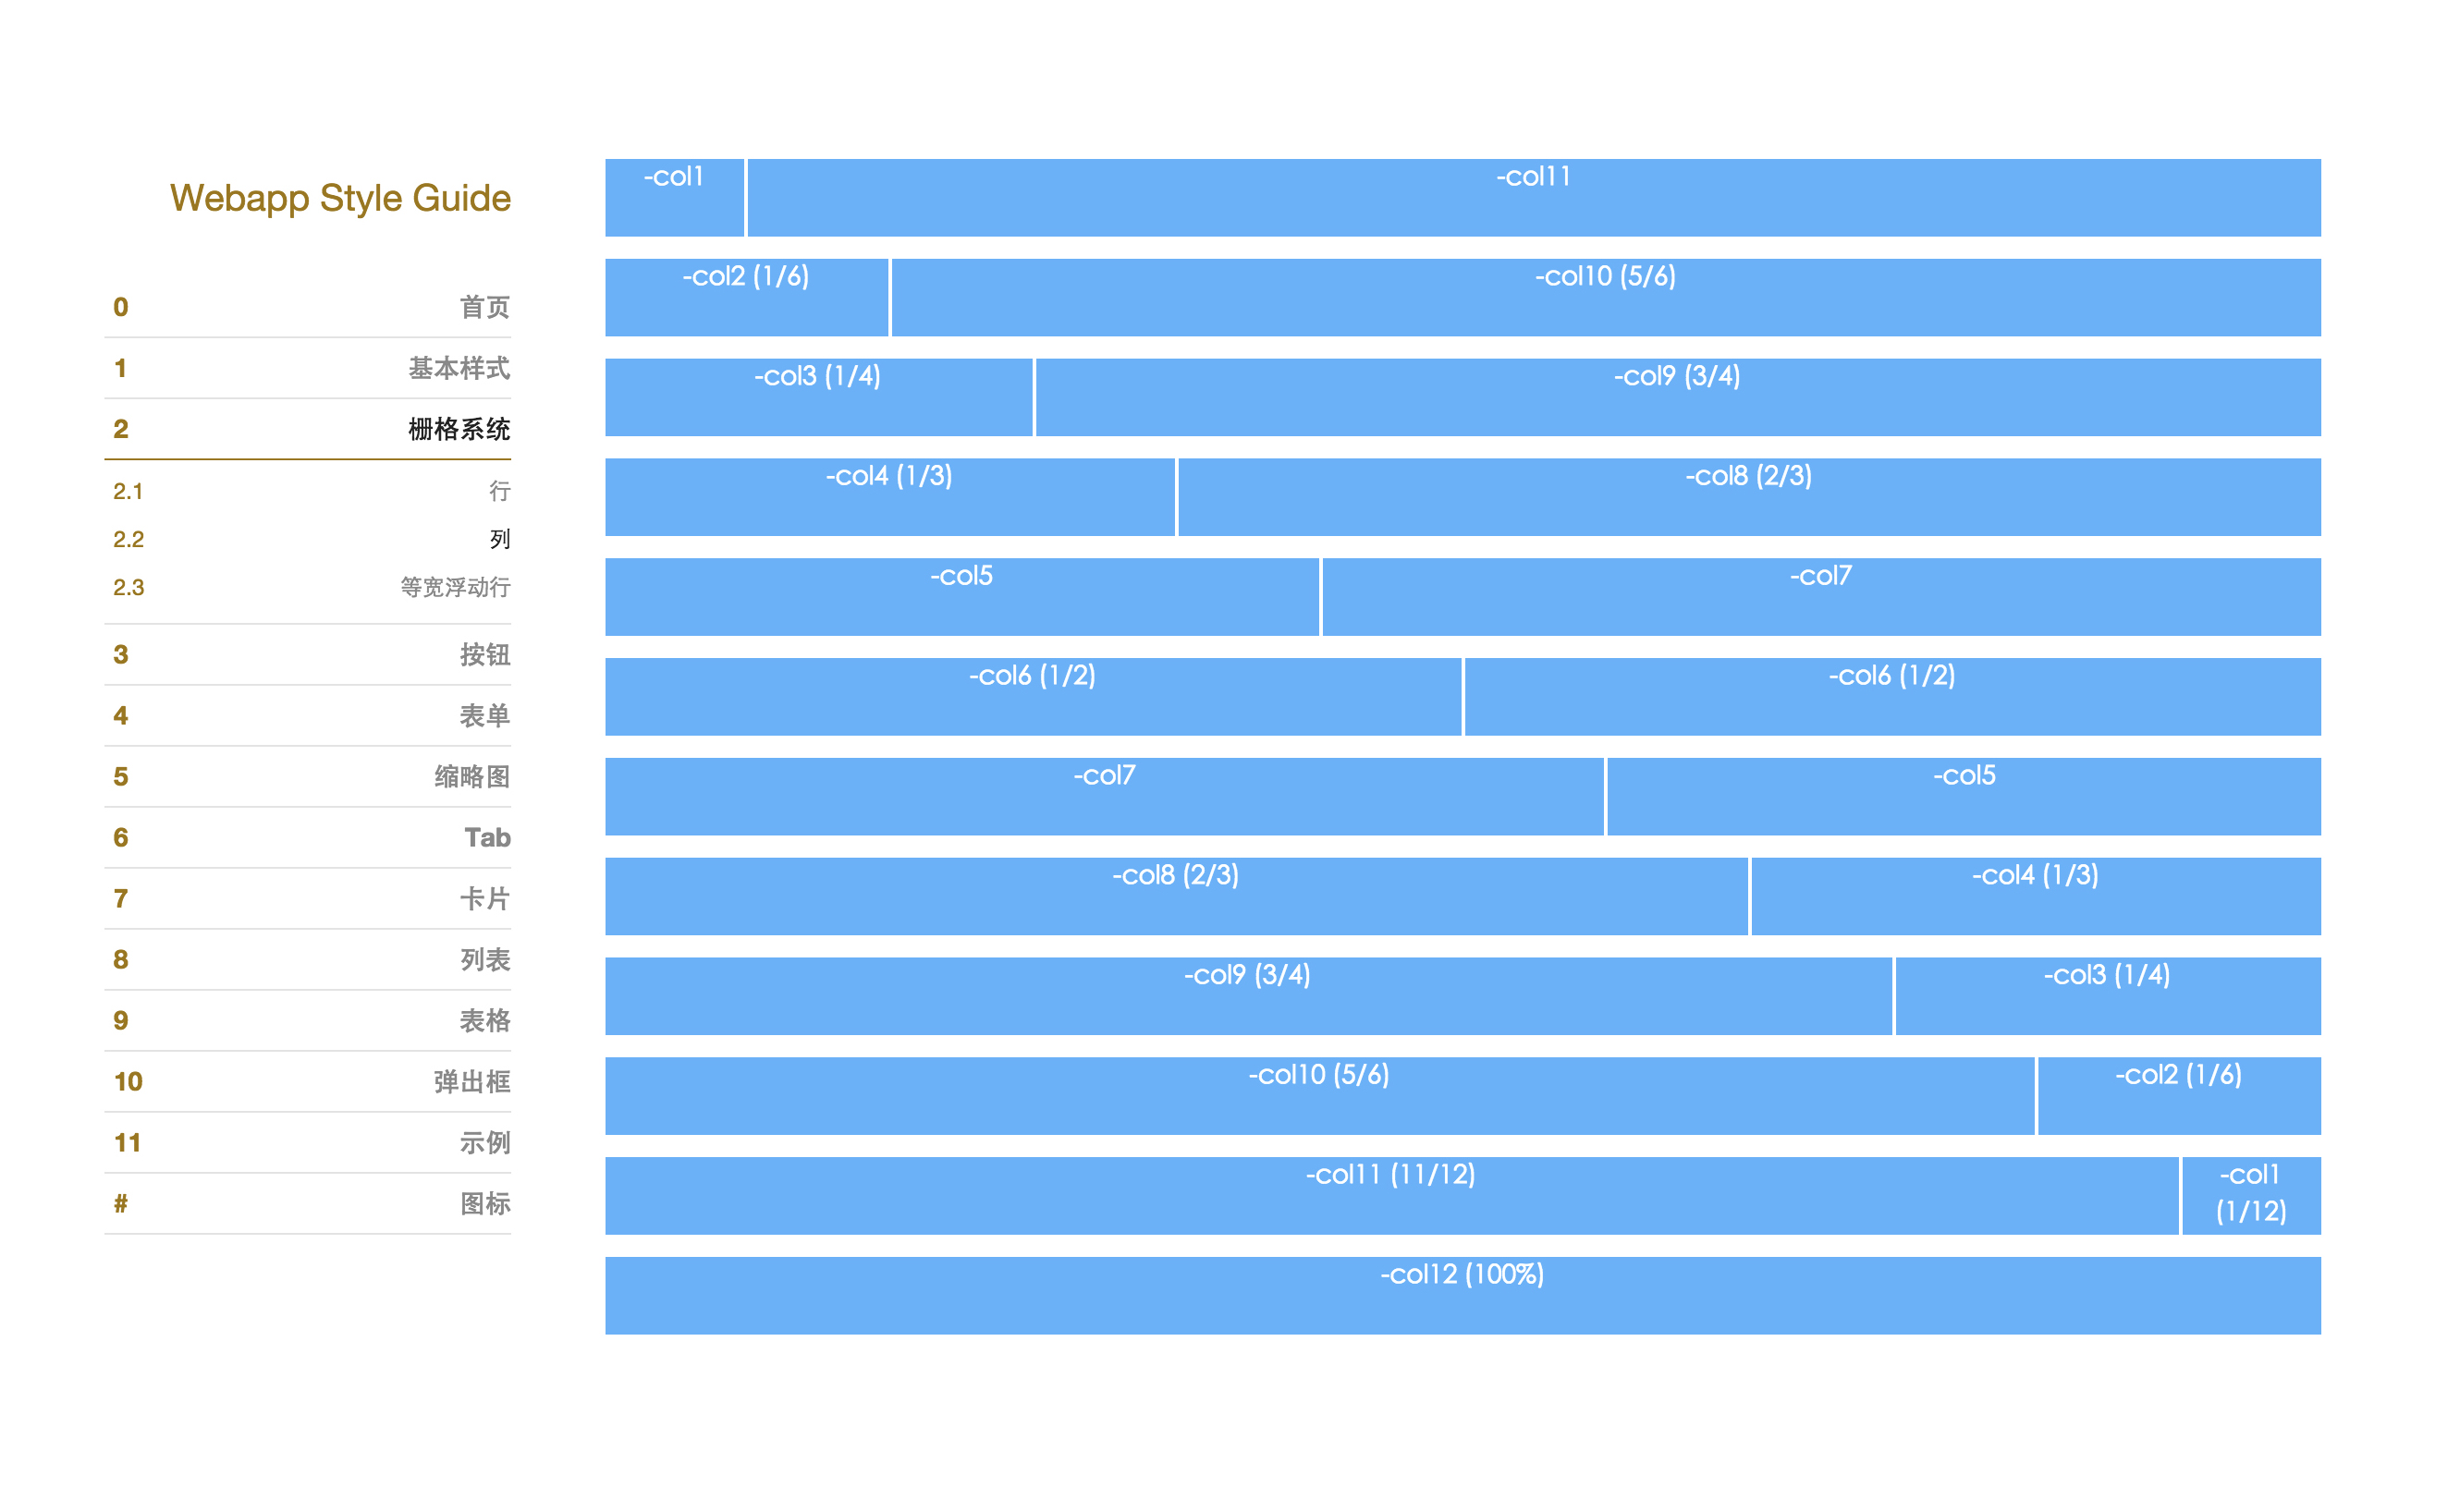 Webapp Style Guide
0 首页
1 基本样式
2 栅格系统
2.1 行
2.2 列
2.3 等宽浮动行
3 按钮
4 表单
5 缩略图
6 Tab
7 卡片
8 列表
9 表格
10 弹出框
11 示例
# 图标
-col1 -col11
-col2 (1/6) -col10 (5/6)
-col3 (1/4) -col9 (3/4)
-col4 (1/3) -col8 (2/3)
-col5 -col7
-col6 (1/2) -col6 (1/2)
-col7 -col5
-col8 (2/3) -col4 (1/3)
-col9 (3/4) -col3 (1/4)
-col10 (5/6) -col2 (1/6)
-col11 (11/12) -col1
(1/12)
-col12 (100%)